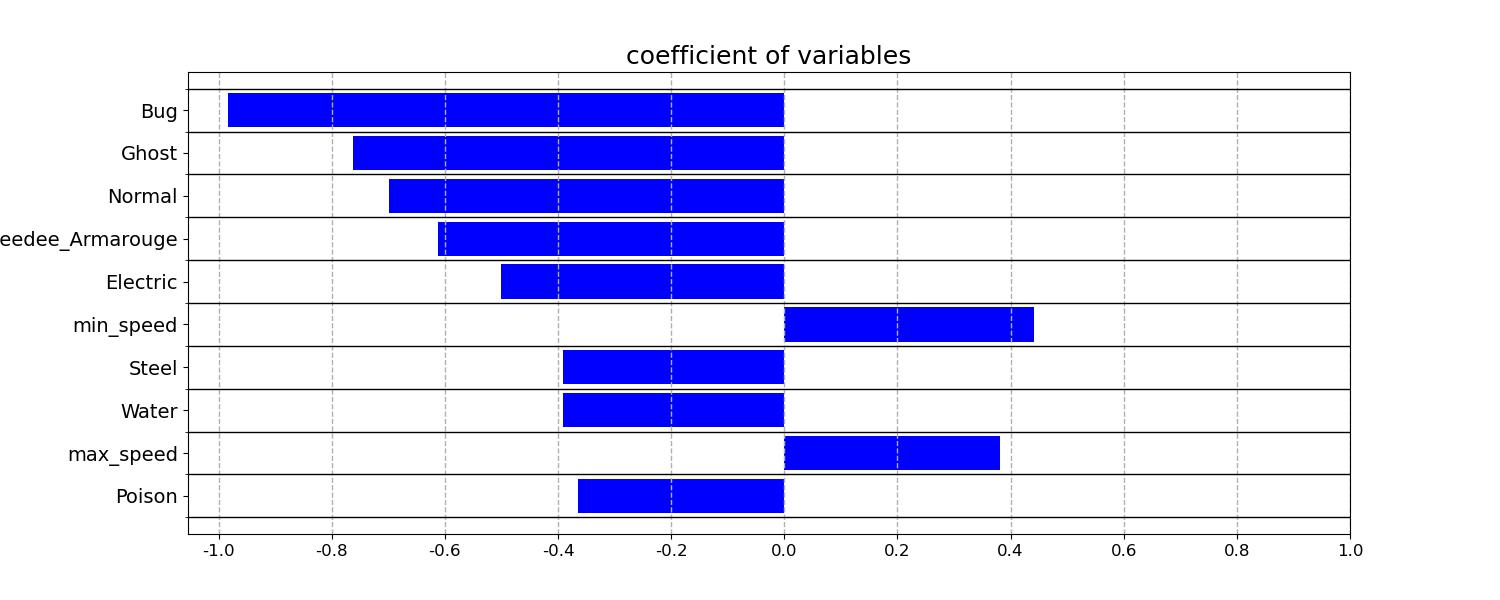 coefficient of variables
Bug
Ghost
Normal
eedee_Armarouge
Electric
min_speed
Steel
Water
max_speed
Poison
-1.0 -0.8 -0.6 -0.4 -0.2 0.0 0.2 0.4 0.6 0.8 1.0